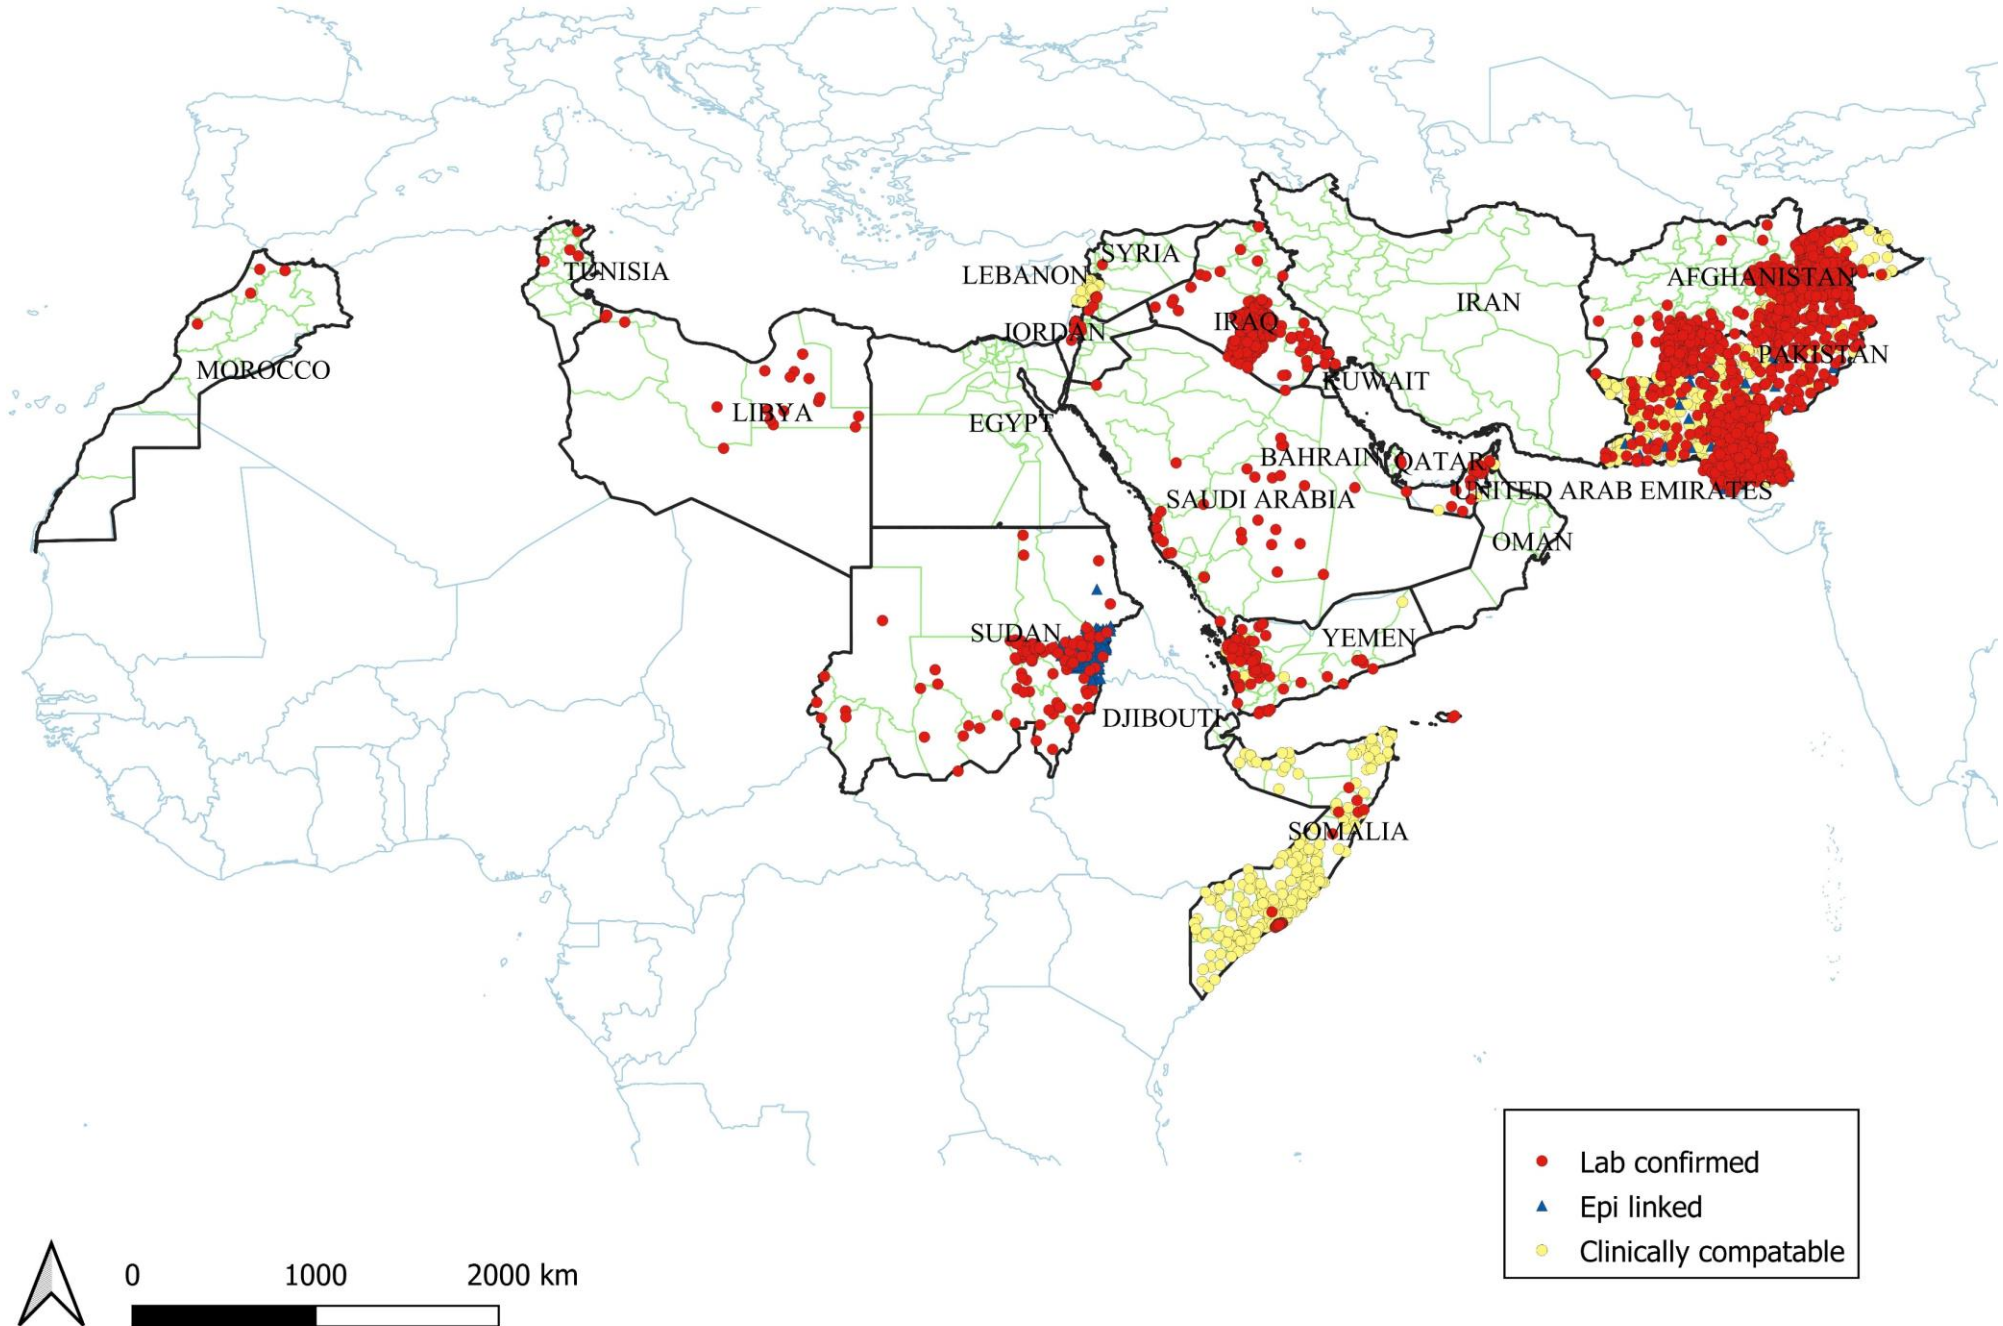 SYRIA
LEBANON
TUNISIA
AFGHANISTAN
IRAN
IRAQ
JORDAN
PAKISTAN
MOROCCO
KUWAIT
LIBYA
EGYPT
BAHRAIN
QATAR
SAUDI ARABIA
UNITED ARAB EMIRATES
OMAN
SUDAN
YEMEN
DJIBOUTI
SOMALIA
Lab confirmed
Epi linked
Clinically compatable
0 1000 2000 km